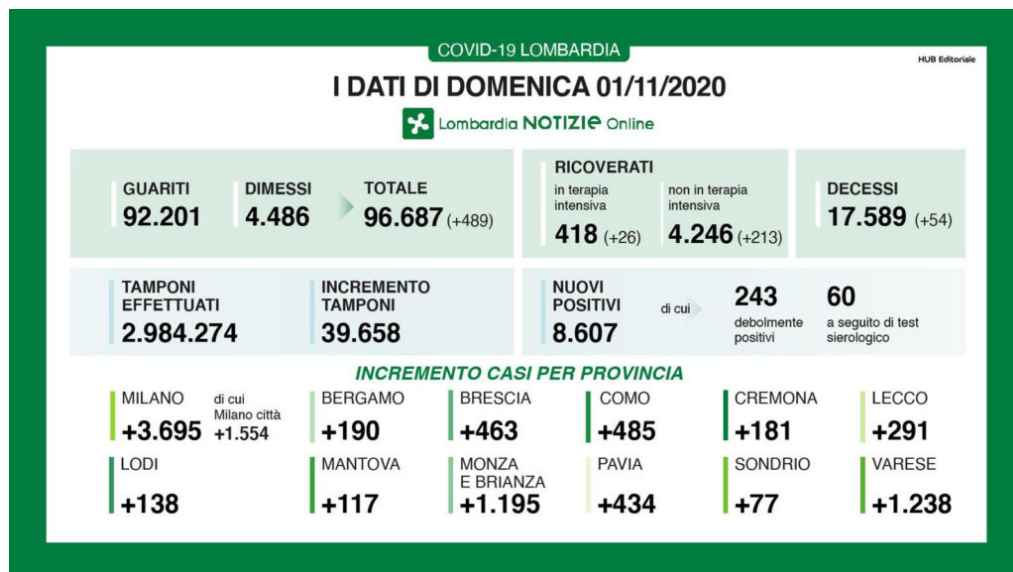 COVID-19 LOMBARDIA
HUB Editoriale
I DATI DI DOMENICA 01/11/2020
Lombardia NOTIZIE Online
GUARITI
92.201
DIMESSI
4.486
TOTALE
96.687 (+489)
RICOVERATI
in terapia
intensiva
418 (+26)
non in terapia
intensiva
4.246 (+213)
DECESSI
17.589 (+54)
TAMPONI
EFFETTUATI
2.984.274
INCREMENTO
TAMPONI
39.658
NUOVI
POSITIVI
8.607
di cui
243
debolmente
positivi
60
a seguito di test
sierologico
INCREMENTO CASI PER PROVINCIA
MILANO
+3.695
di cui
Milano città
+1.554
BERGAMO
+190
BRESCIA
+463
COMO
+485
CREMONA
+181
LECCO
+291
LODI
+138
MANTOVA
+117
MONZA
E BRIANZA
+1.195
PAVIA
+434
SONDRIO
+77
VARESE
+1.238